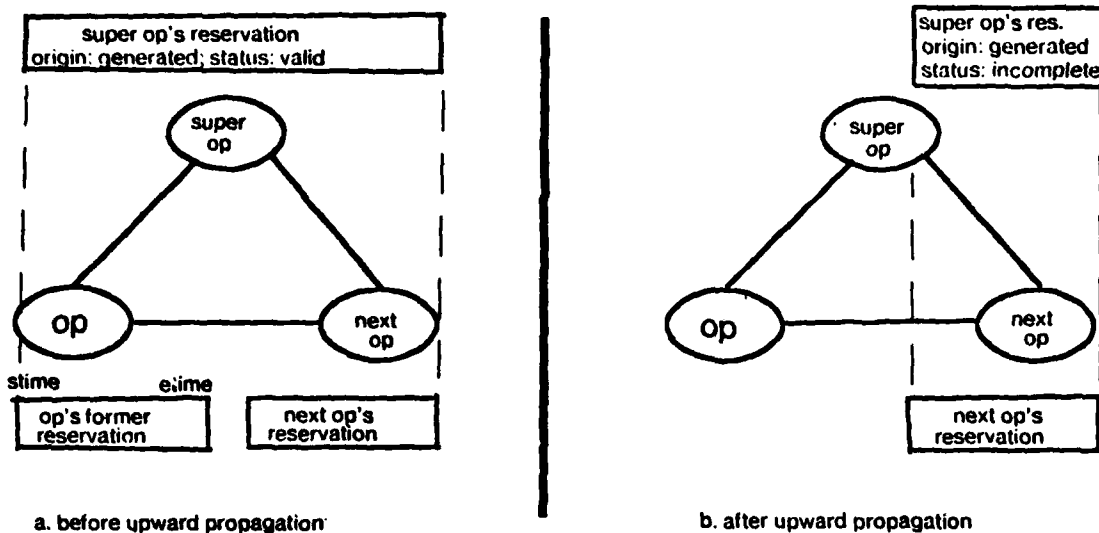 super op's reservation
origin: generated; status: valid
super
op
op
next
op
stime
etime
op's former
reservation
next op's
reservation
a. before upward propagation
super op's res.
origin: generated
status: incomplete
super
op
op
next
op
next op's
reservation
b. after upward propagation